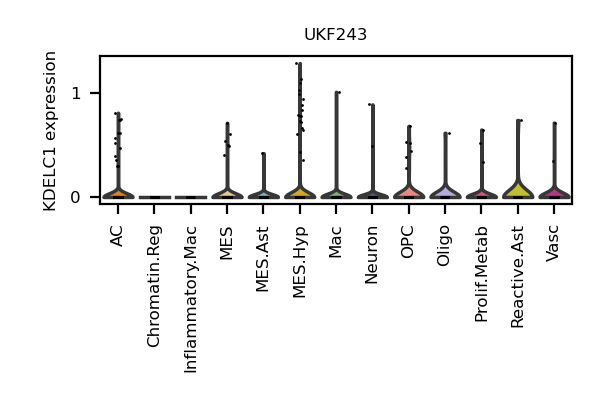 UKF243
KDELC1 expression
1
0
AC
Chromatin.Reg
Inflammatory.Mac
MES
MES.Ast
MES.Hyp
Mac
Neuron
OPC
Oligo
Prolif.Metab
Reactive.Ast
Vasc